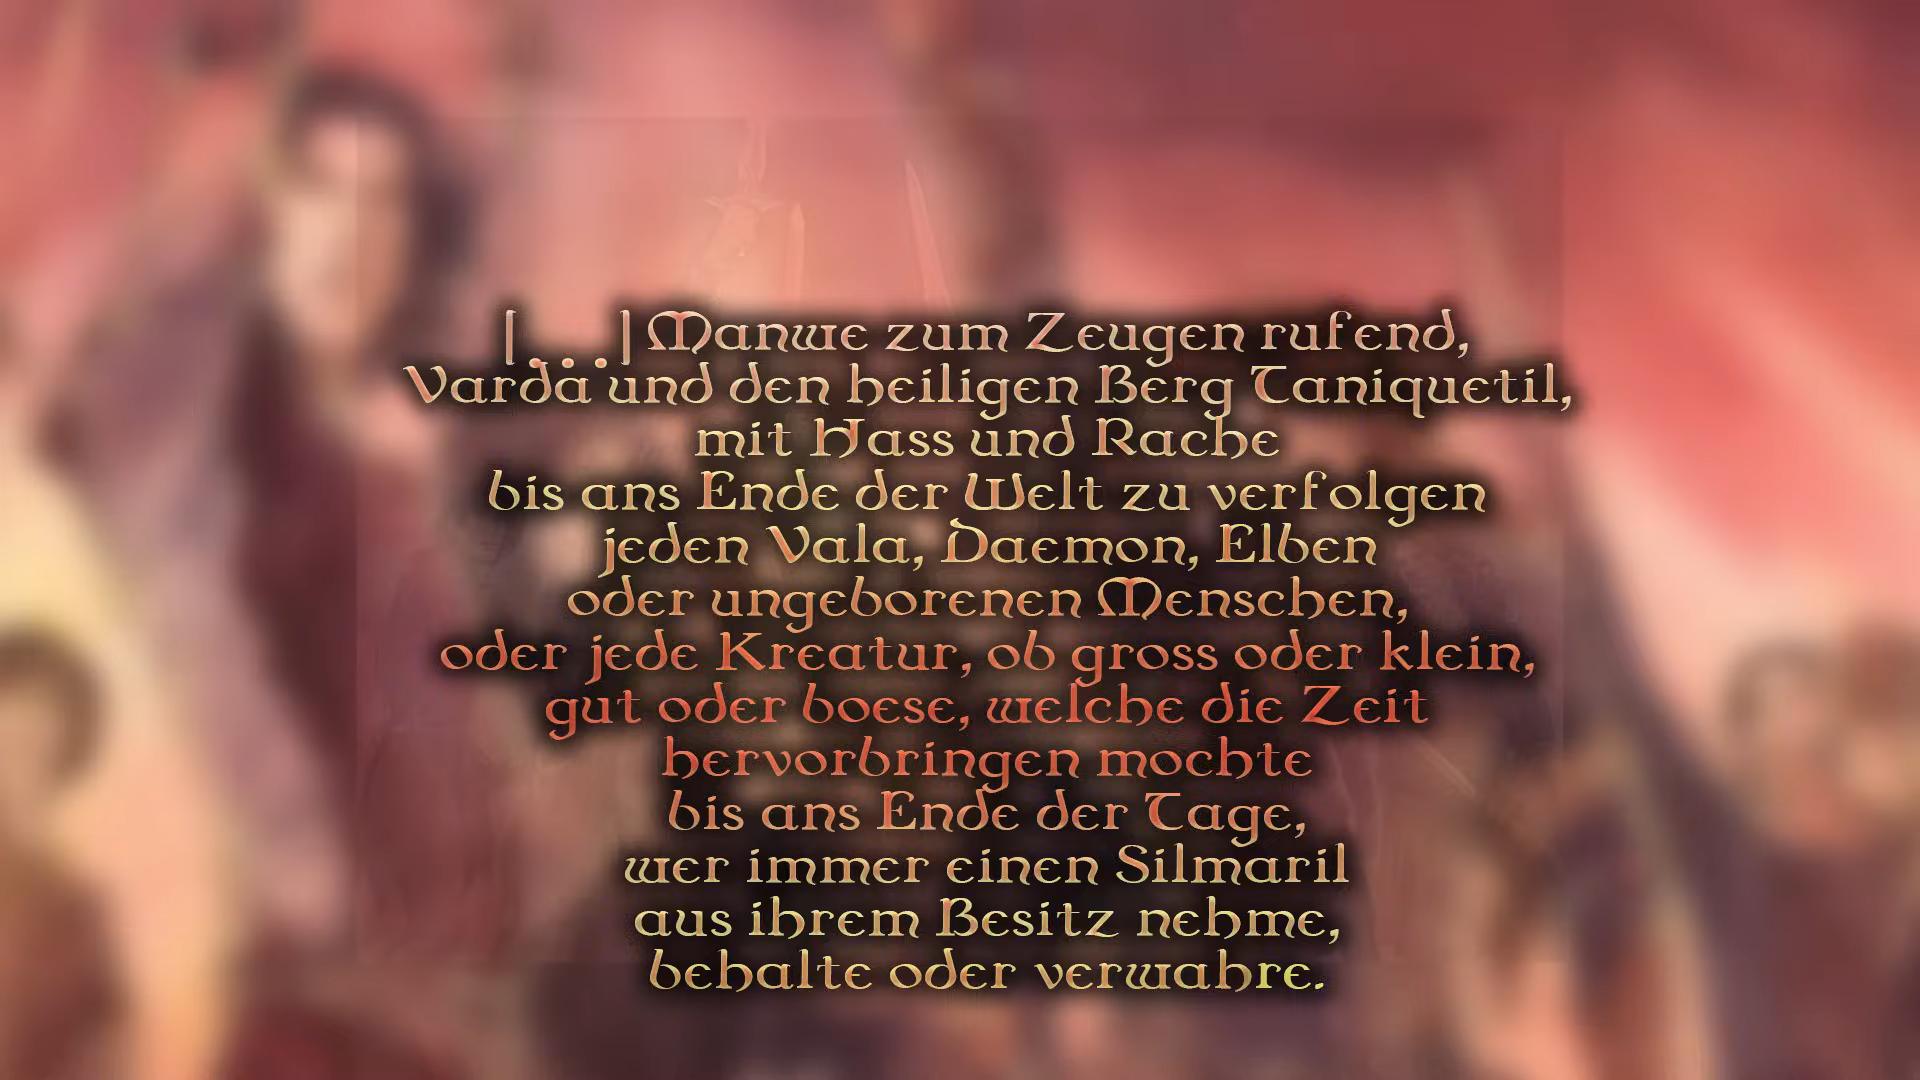 [...] Manwe zum Zeugen rufend,
Varda und den heiligen Berg Taniquetil,
mit Hass und Rache
bis ans Ende der Welt zu verfolgen
jeden Vala, Daemon, Elben
oder ungeborenen Menschen,
oder jede Kreatur, ob gross oder klein,
gut oder boese, welche die Zeit
hervorbringen mochte
bis ans Ende der Tage,
wer immer einen Silmaril
aus ihrem Besitz nehme,
behalte oder verwahre.